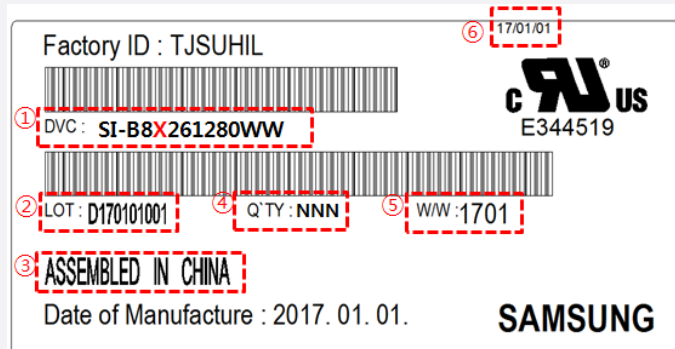 ⑥ 17/01/01
Factory ID : TJSUHIL
c RU ® US
E344519
① DVC : SI-B8X261280WW
② LOT : D170101001 ④ Q`TY : NNN ⑤ W/W :1701
③ ASSEMBLED IN CHINA
Date of Manufacture : 2017. 01. 01.
SAMSUNG